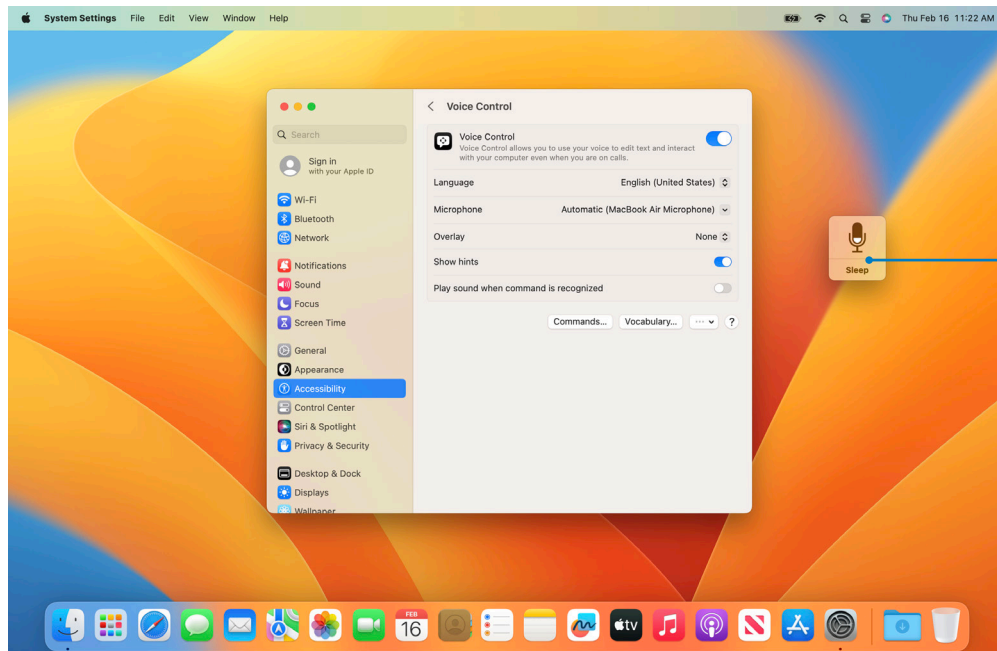 System Settings File Edit View Window Help
Thu Feb 16 11:22 AM
Search
Sign in
with your Apple ID
Wi-Fi
Bluetooth
Network
Notifications
Sound
Focus
Screen Time
General
Appearance
Accessibility
Control Center
Siri & Spotlight
Privacy & Security
Desktop & Dock
Displays
Wallpaper
Voice Control
Voice Control
Voice Control allows you to use your voice to edit text and interact
with your computer even when you are on calls.
Language English (United States)
Microphone Automatic (MacBook Air Microphone)
Overlay None
Show hints
Play sound when command is recognized
Commands... Vocabulary... ... ?
Sleep
FEB
16
tv